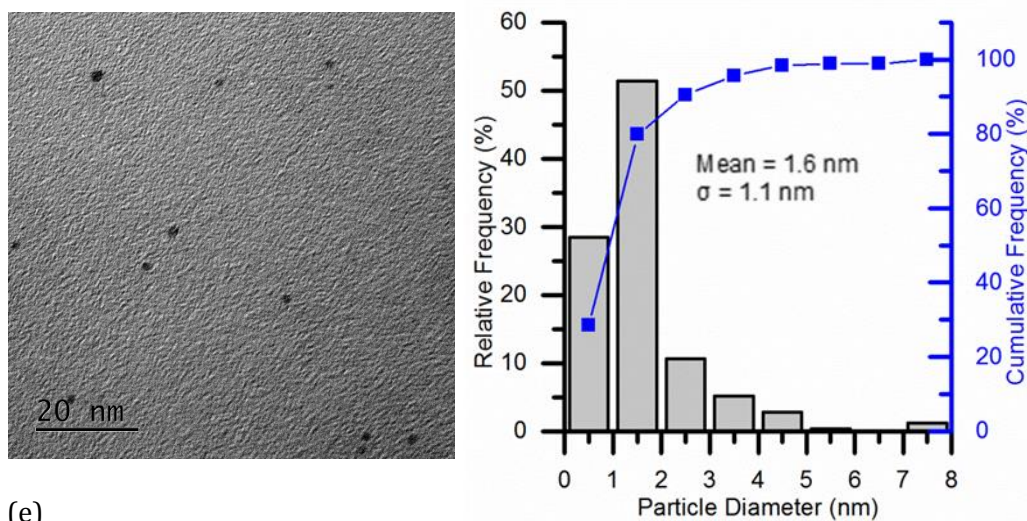 20 nm
(e)
60
50
40
30
20
10
0
Relative Frequency (%)
Mean = 1.6 nm
σ = 1.1 nm
100
80
60
40
20
0
Cumulative Frequency (%)
0 1 2 3 4 5 6 7 8
Particle Diameter (nm)